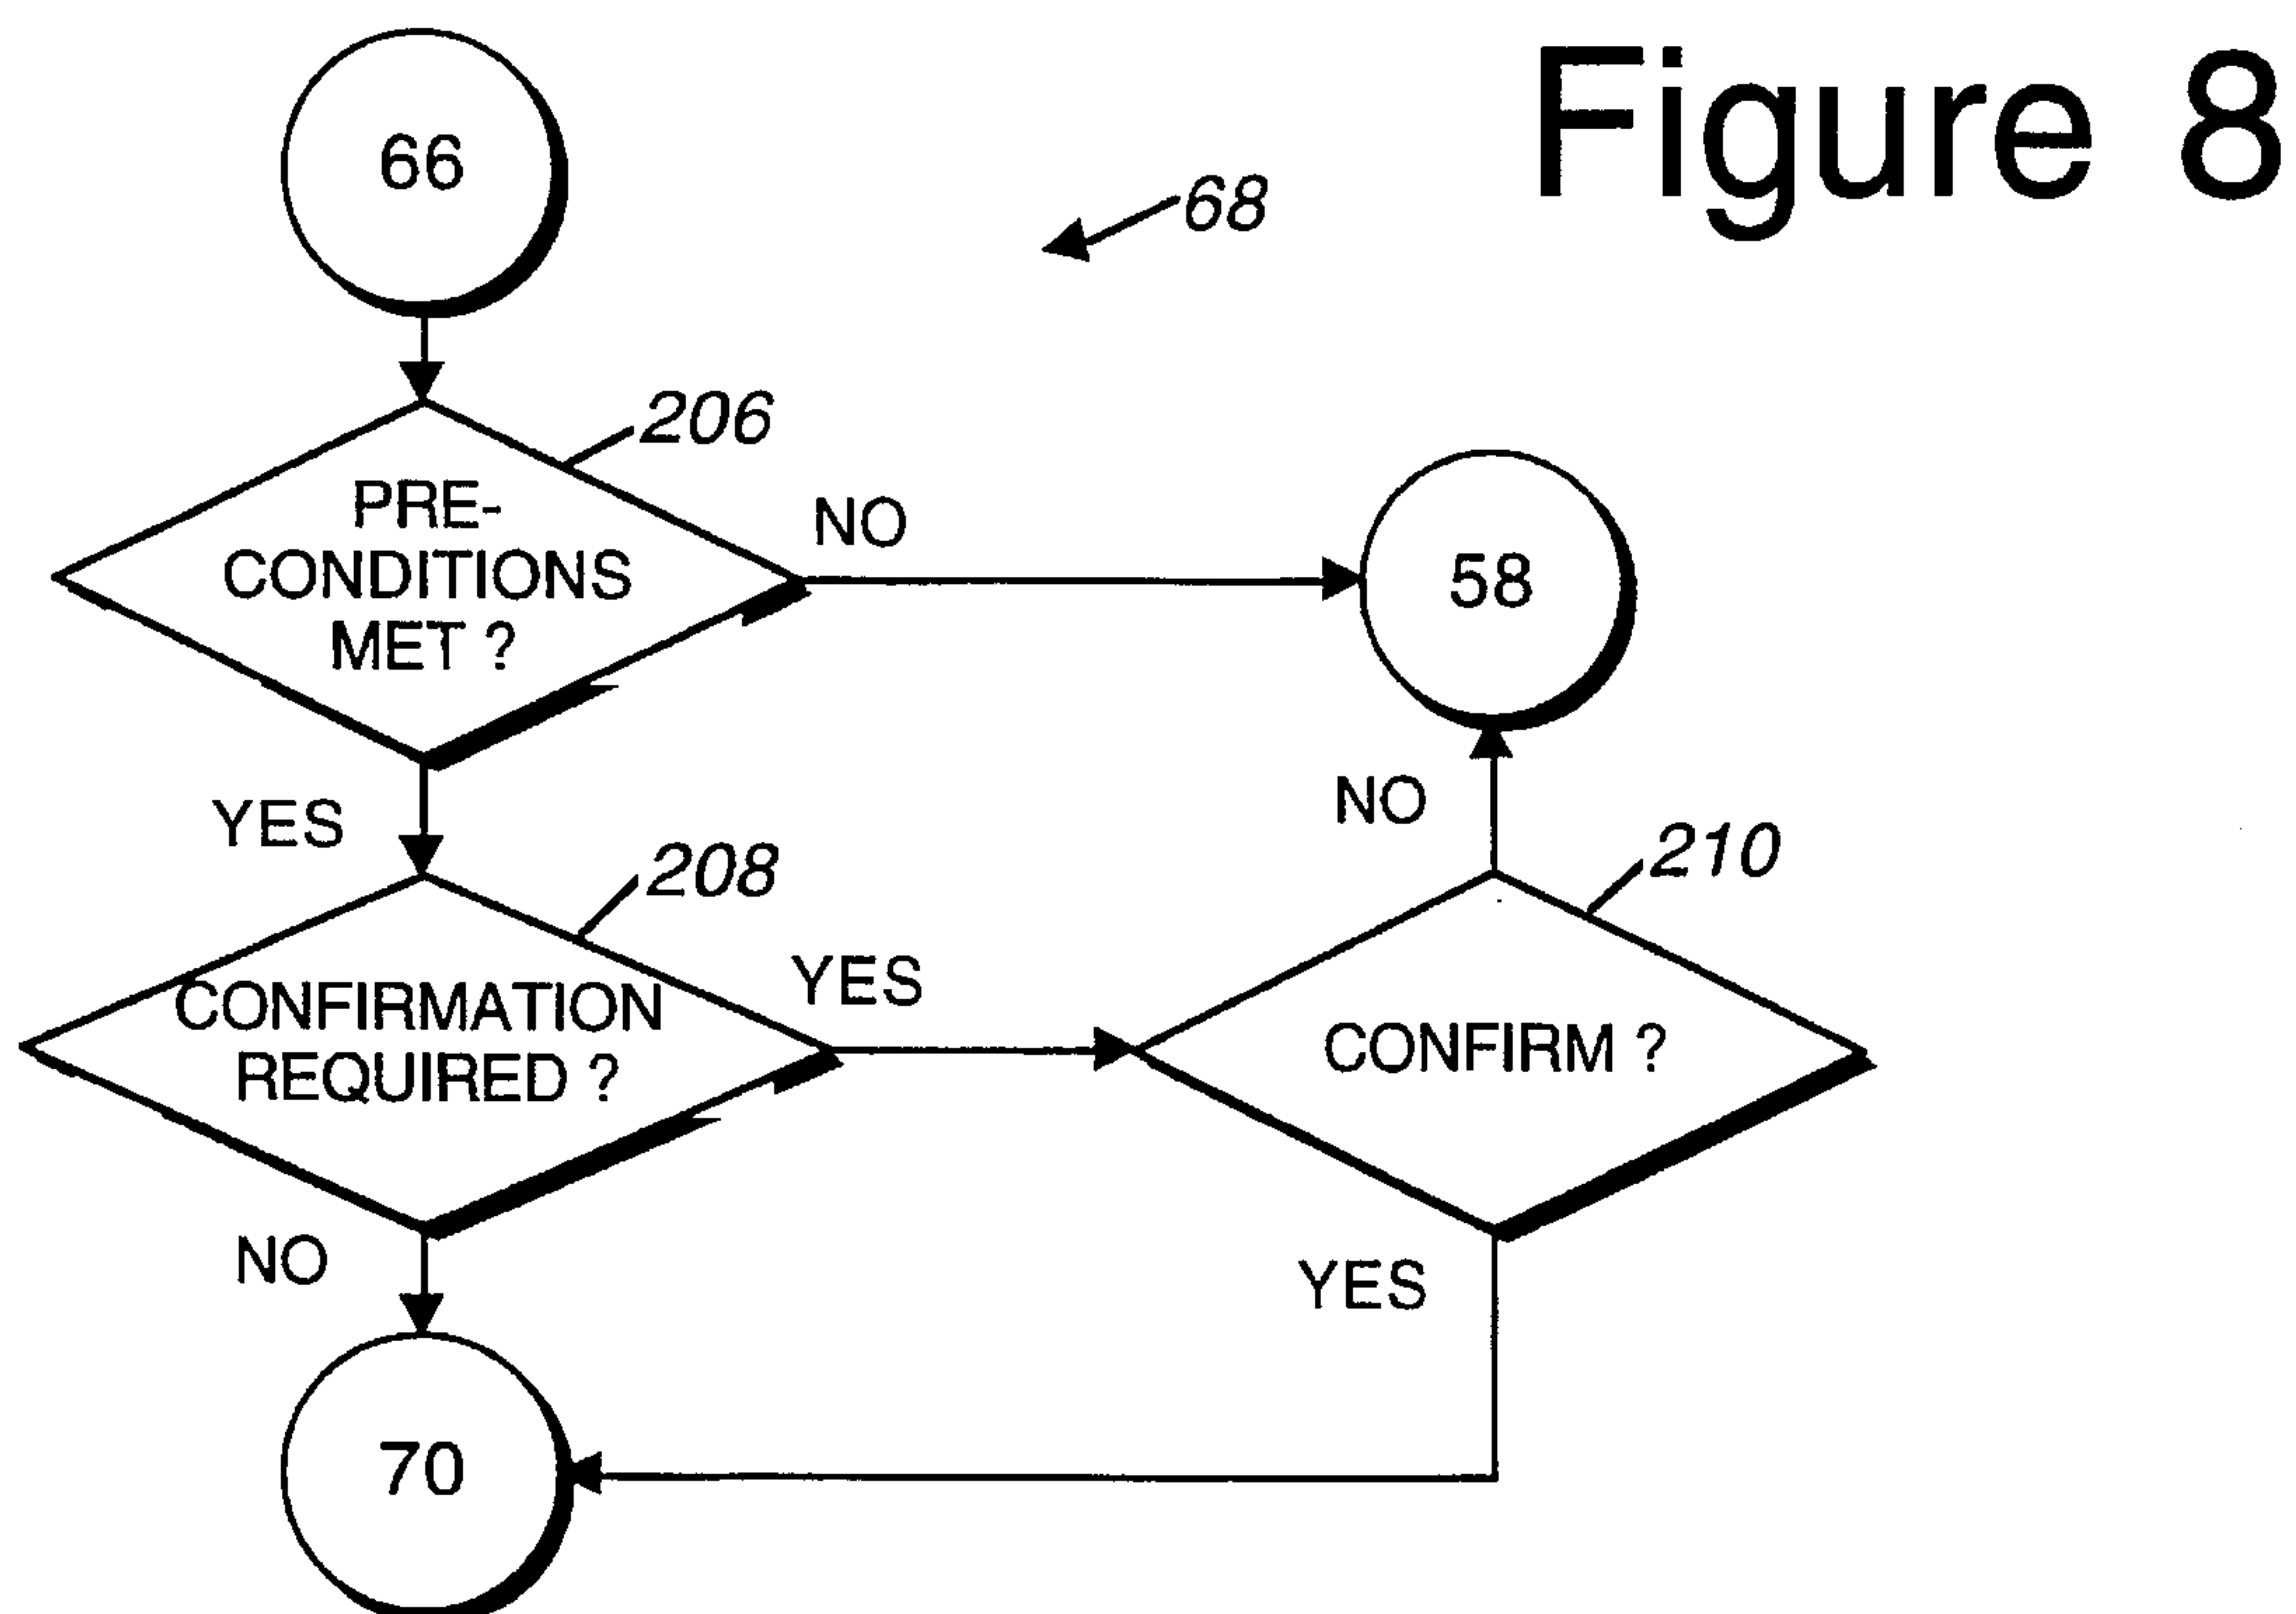 Figure 8
66
68
206
PRE-
CONDITIONS
MET ?
NO
58
YES
NO
208
210
CONFIRMATION
REQUIRED ?
YES
CONFIRM ?
NO
YES
70